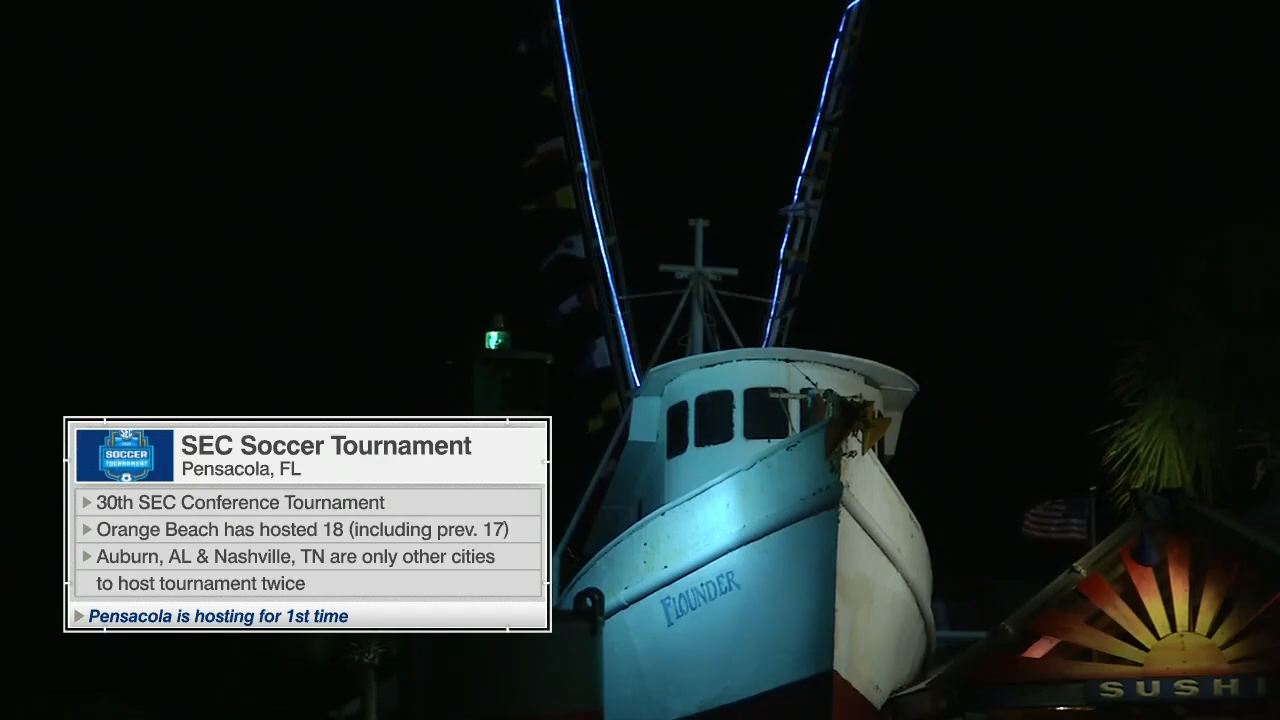 SEC
SOCCER
TOURNAMENT
SEC Soccer Tournament
Pensacola, FL
30th SEC Conference Tournament
Orange Beach has hosted 18 (including prev. 17)
Auburn, AL & Nashville, TN are only other cities
to host tournament twice
Pensacola is hosting for 1st time
FLOUNDER
SUSHI